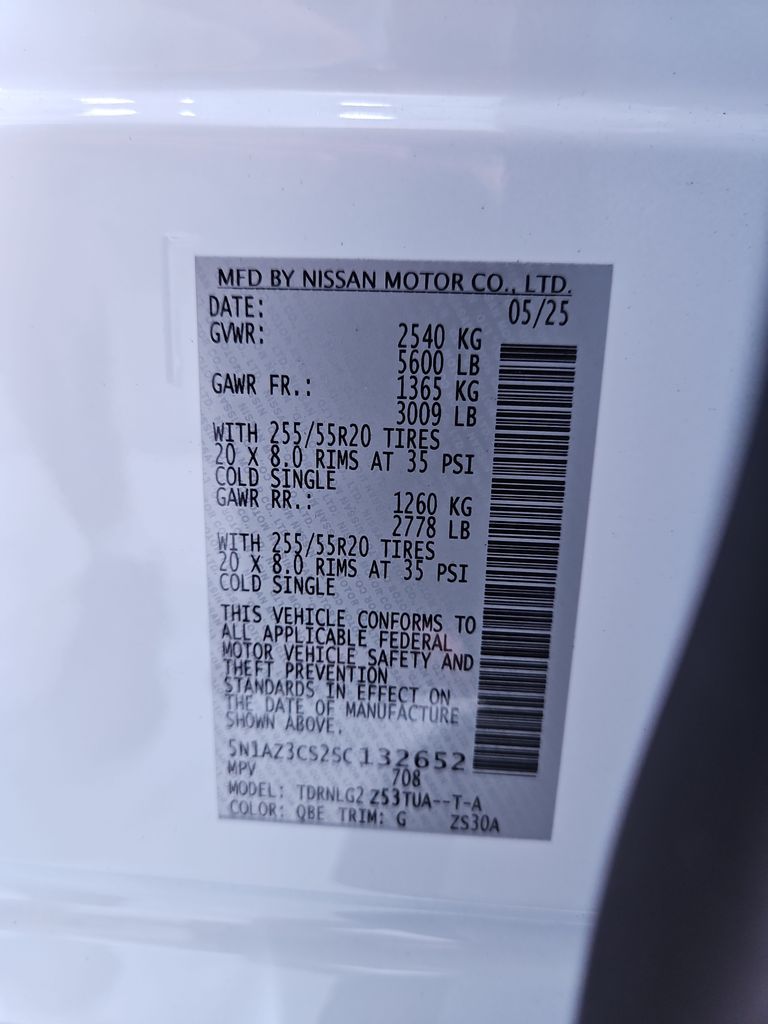 MFD BY NISSAN MOTOR CO., LTD.
DATE: 05/25
GVWR: 2540 KG
5600 LB
GAWR FR.: 1365 KG
3009 LB
WITH 255/55R20 TIRES
20 X 8.0 RIMS AT 35 PSI
COLD SINGLE
GAWR RR.: 1260 KG
2778 LB
WITH 255/55R20 TIRES
20 X 8.0 RIMS AT 35 PSI
COLD SINGLE
THIS VEHICLE CONFORMS TO
ALL APPLICABLE FEDERAL
MOTOR VEHICLE SAFETY AND
THEFT PREVENTION
STANDARDS IN EFFECT ON
THE DATE OF MANUFACTURE
SHOWN ABOVE.
5N1AZ3CS2SC132652
MPV 708
MODEL: TDRNLG2 Z53TUA--T-A
COLOR: QBE TRIM: G ZS30A